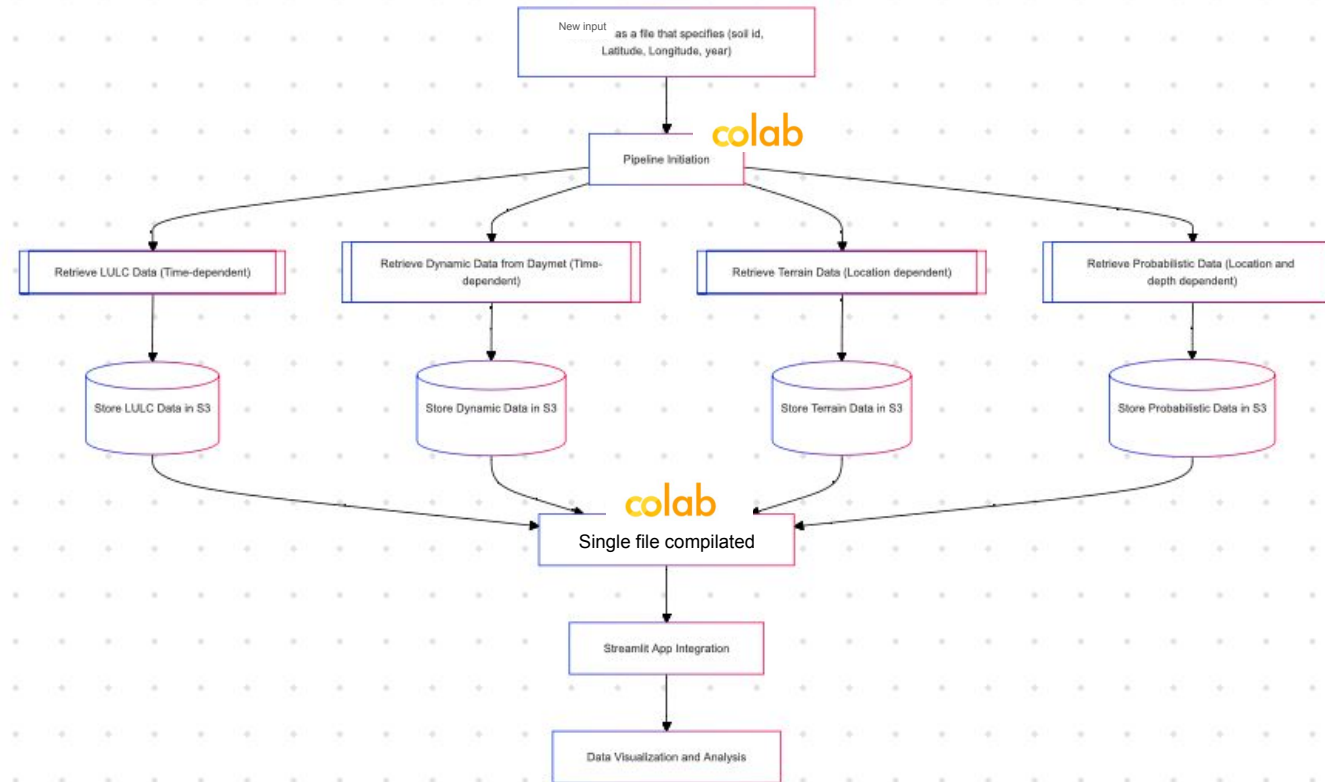 New input
as a file that specifies (soil id,
Latitude, Longitude, year)
colab
Pipeline Initiation
Retrieve LULC Data (Time-dependent)
Retrieve Dynamic Data from Daymet (Time-
dependent)
Retrieve Terrain Data (Location dependent)
Retrieve Probabilistic Data (Location and
depth dependent)
Store LULC Data in S3
Store Dynamic Data in S3
Store Terrain Data in S3
Store Probabilistic Data in S3
colab
Single file compilated
Streamlit App Integration
Data Visualization and Analysis